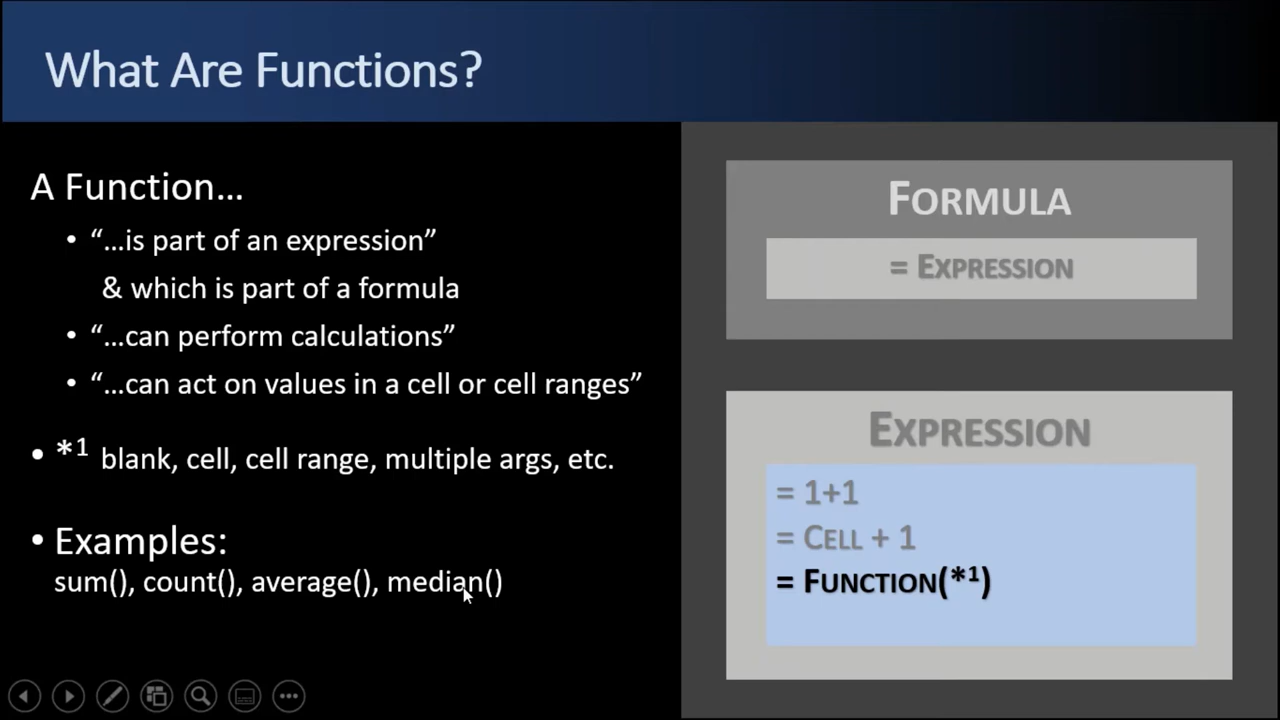 What Are Functions?
A Function…
• “…is part of an expression”
& which is part of a formula
• “…can perform calculations”
• “…can act on values in a cell or cell ranges”
• *1 blank, cell, cell range, multiple args, etc.
• Examples:
sum(), count(), average(), median()
FORMULA
= EXPRESSION
EXPRESSION
= 1+1
= CELL + 1
= FUNCTION(*1)